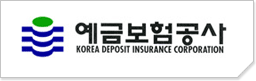 예금보험공사
KOREA DEPOSIT INSURANCE CORPORATION